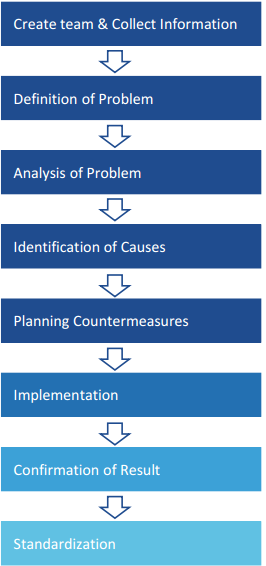 Create team & Collect Information
Definition of Problem
Analysis of Problem
Identification of Causes
Planning Countermeasures
Implementation
Confirmation of Result
Standardization